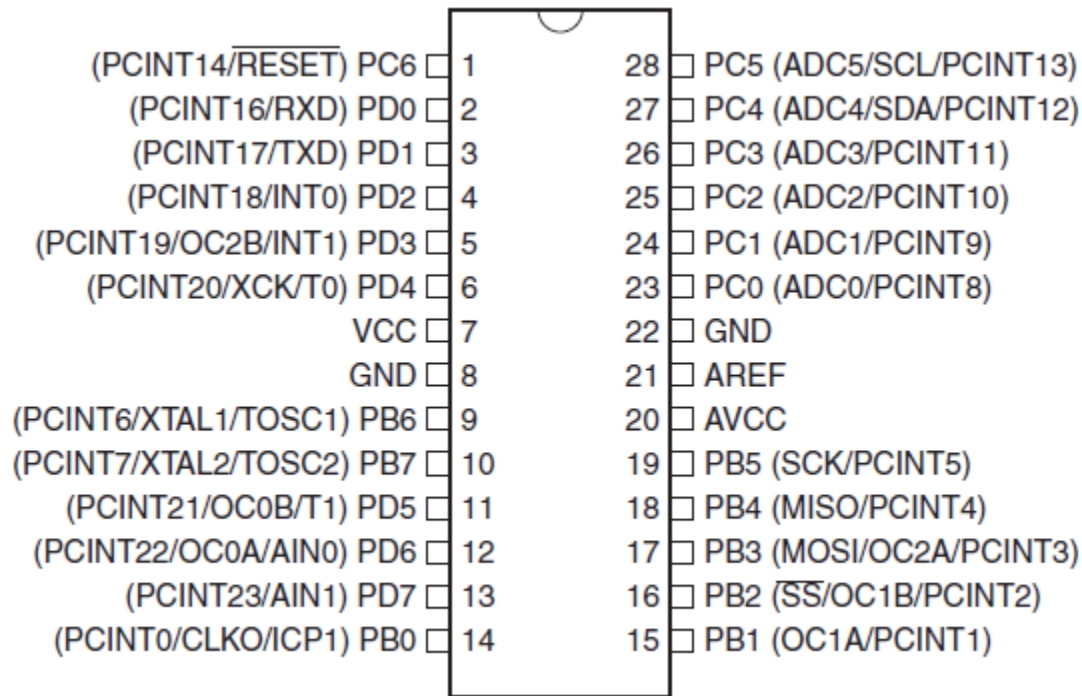 (PCINT14/RESET) PC6 1 28 PC5 (ADC5/SCL/PCINT13)
(PCINT16/RXD) PD0 2 27 PC4 (ADC4/SDA/PCINT12)
(PCINT17/TXD) PD1 3 26 PC3 (ADC3/PCINT11)
(PCINT18/INT0) PD2 4 25 PC2 (ADC2/PCINT10)
(PCINT19/OC2B/INT1) PD3 5 24 PC1 (ADC1/PCINT9)
(PCINT20/XCK/T0) PD4 6 23 PC0 (ADC0/PCINT8)
VCC 7 22 GND
GND 8 21 AREF
(PCINT6/XTAL1/TOSC1) PB6 9 20 AVCC
(PCINT7/XTAL2/TOSC2) PB7 10 19 PB5 (SCK/PCINT5)
(PCINT21/OC0B/T1) PD5 11 18 PB4 (MISO/PCINT4)
(PCINT22/OC0A/AIN0) PD6 12 17 PB3 (MOSI/OC2A/PCINT3)
(PCINT23/AIN1) PD7 13 16 PB2 (SS/OC1B/PCINT2)
(PCINT0/CLKO/ICP1) PB0 14 15 PB1 (OC1A/PCINT1)